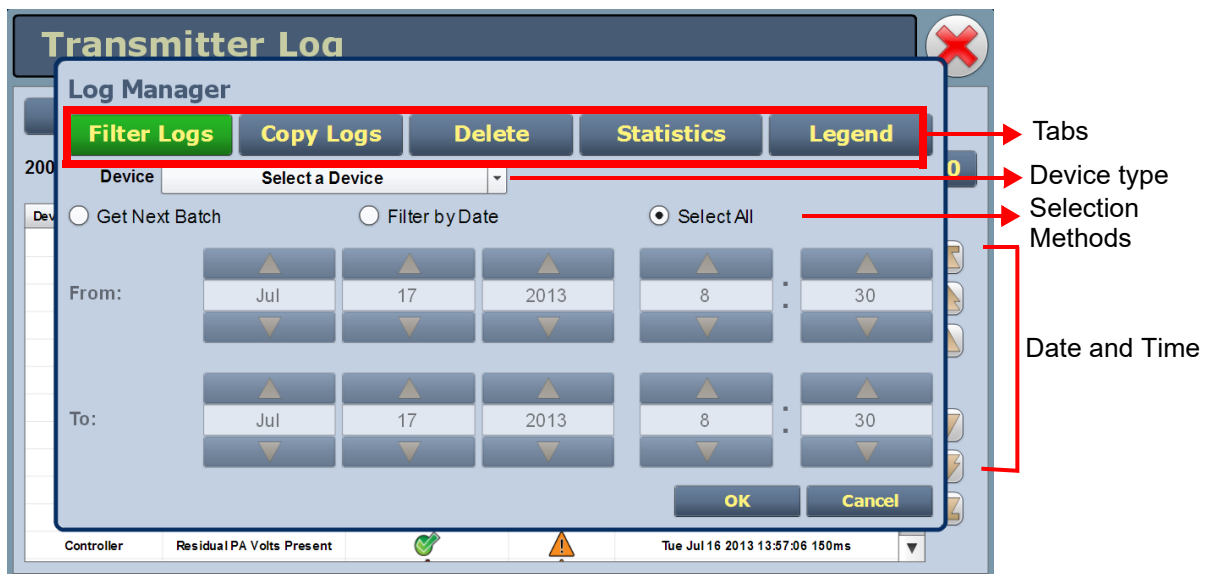 Transmitter Log
Log Manager
Filter Logs Copy Logs Delete Statistics Legend
Tabs
200
0
Device Select a Device
Device type
Dev
Get Next Batch Filter by Date Select All
Selection
Methods
From: Jul 17 2013 8 : 30
Date and Time
To: Jul 17 2013 8 : 30
OK Cancel
Controller Residual PA Volts Present Tue Jul 16 2013 13:57:06 150ms